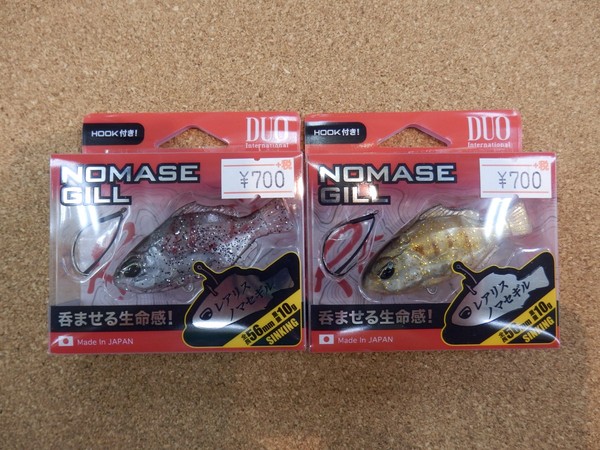 HOOK付き!
DUO
International
+税
¥700
NOMASE
GILL
レアリス
ノマセギル
呑ませる生命感!
56mm 10g
SINKING
Made In JAPAN
HOOK付き!
DUO
International
+税
¥700
NOMASE
GILL
レアリス
ノマセギル
呑ませる生命感!
56mm 10g
SINKING
Made In JAPAN